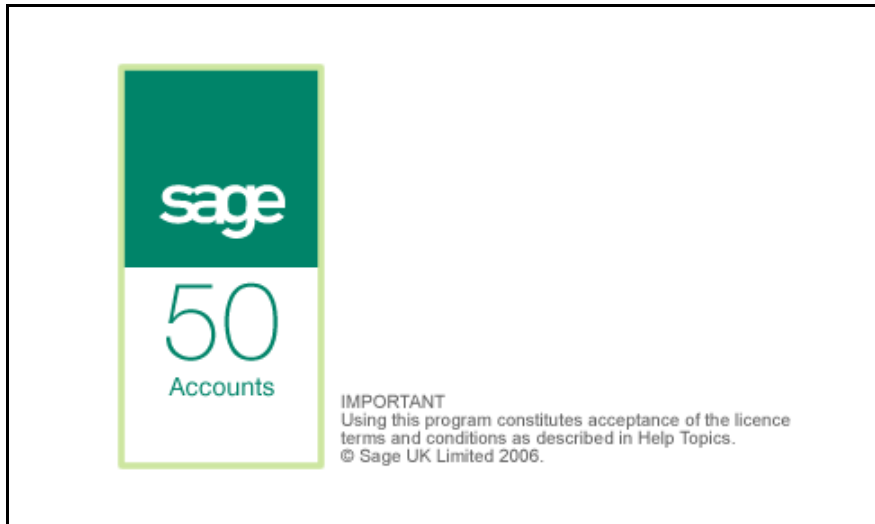 sage
50
Accounts
IMPORTANT
Using this program constitutes acceptance of the licence
terms and conditions as described in Help Topics.
© Sage UK Limited 2006.